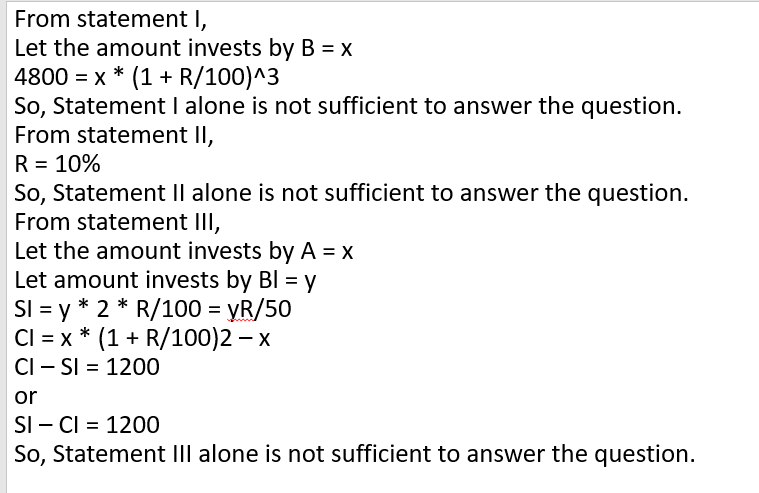 From statement I,
Let the amount invests by B = x
4800 = x * (1 + R/100)^3
So, Statement I alone is not sufficient to answer the question.
From statement II,
R = 10%
So, Statement II alone is not sufficient to answer the question.
From statement III,
Let the amount invests by A = x
Let amount invests by Bl = y
SI = y * 2 * R/100 = yR/50
CI = x * (1 + R/100)2 – x
CI – SI = 1200
or
SI – CI = 1200
So, Statement III alone is not sufficient to answer the question.